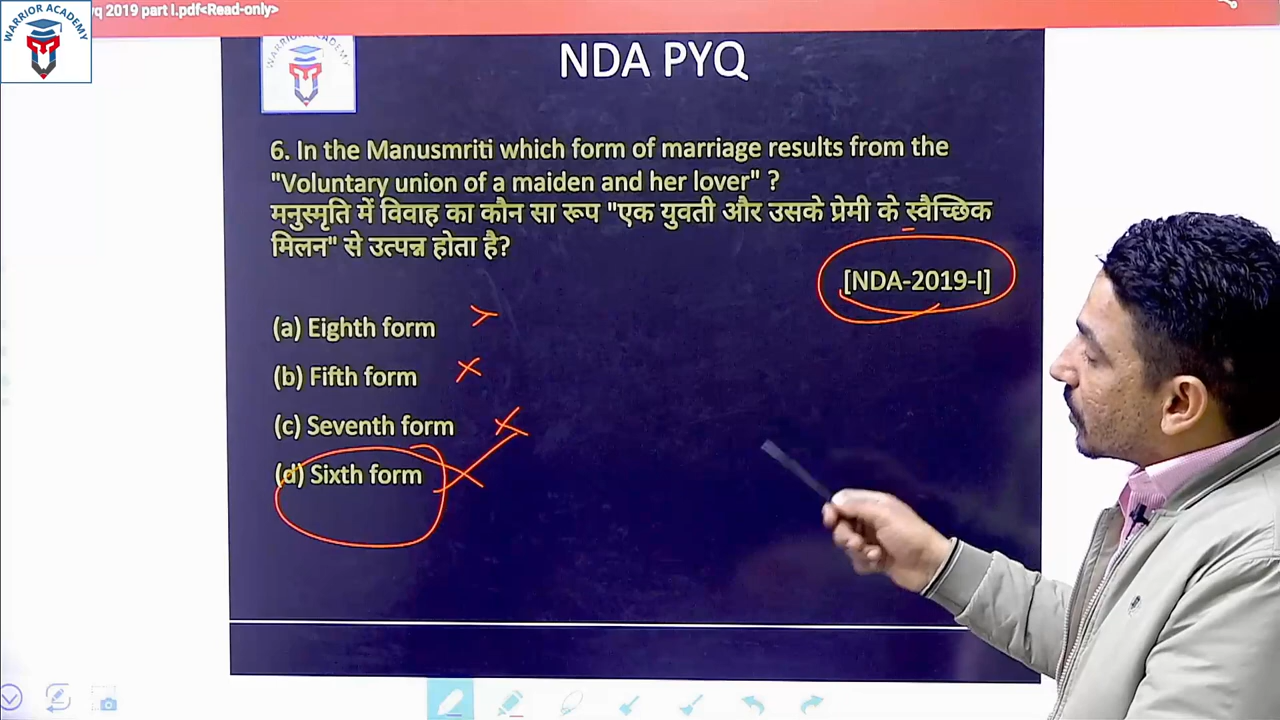 yq 2019 part I.pdf<Read-only>
WARRIOR ACADEMY
NDA PYQ
6. In the Manusmriti which form of marriage results from the
"Voluntary union of a maiden and her lover" ?
मनुस्मृति में विवाह का कौन सा रूप "एक युवती और उसके प्रेमी के स्वैच्छिक
मिलन" से उत्पन्न होता है?
[NDA-2019-I]
(a) Eighth form
(b) Fifth form
(c) Seventh form
(d) Sixth form